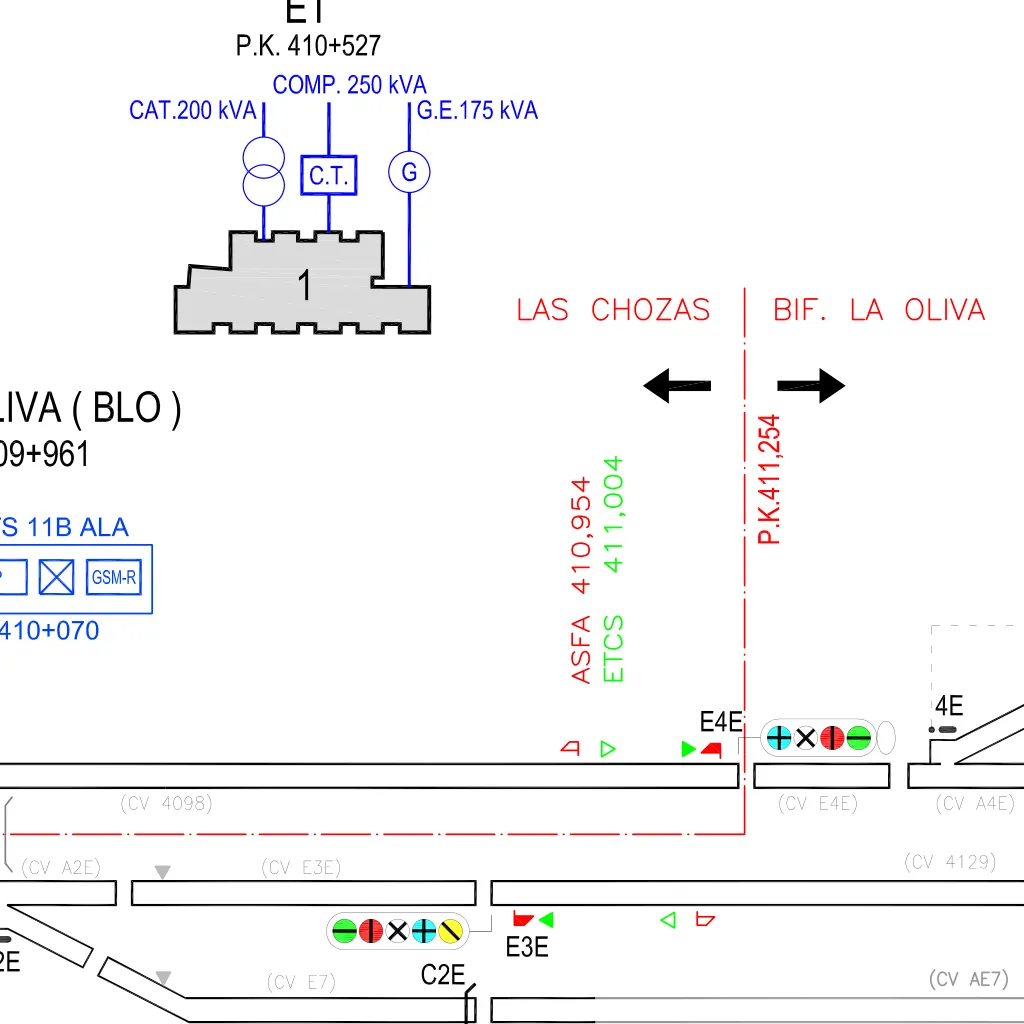 E1
P.K. 410+527
COMP. 250 kVA
CAT.200 kVA
G.E.175 kVA
C.T.
G
1
LAS CHOZAS
BIF. LA OLIVA
LIVA ( BLO )
09+961
P.K.411,254
ASFA 410,954
ETCS 411,004
TS 11B ALA
P
GSM-R
410+070
E4E
4E
(CV 4098)
(CV E4E)
(CV A4E)
(CV A2E)
(CV E3E)
(CV 4129)
E3E
2E
C2E
(CV E7)
(CV AE7)